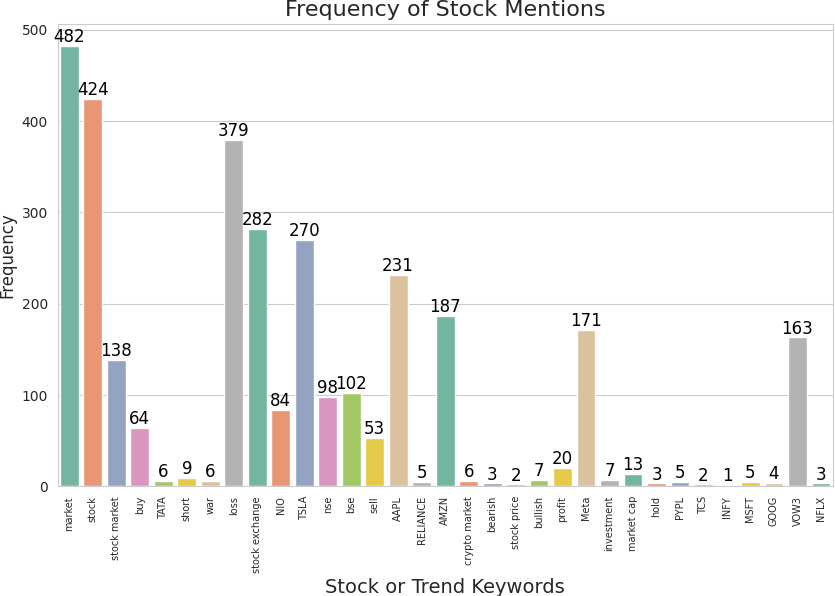 Frequency of Stock Mentions
Frequency
500
400
300
200
100
0
482
424
138
64
6
9
6
379
282
84
270
98
102
53
231
5
187
6
3
2
7
20
171
7
13
3
5
2
1
5
4
163
3
market
stock
stock market
buy
TATA
short
war
loss
stock exchange
NIO
TSLA
nse
bse
sell
AAPL
RELIANCE
AMZN
crypto market
bearish
stock price
bullish
profit
Meta
investment
market cap
hold
PYPL
TCS
INFY
MSFT
GOOG
VOW3
NFLX
Stock or Trend Keywords